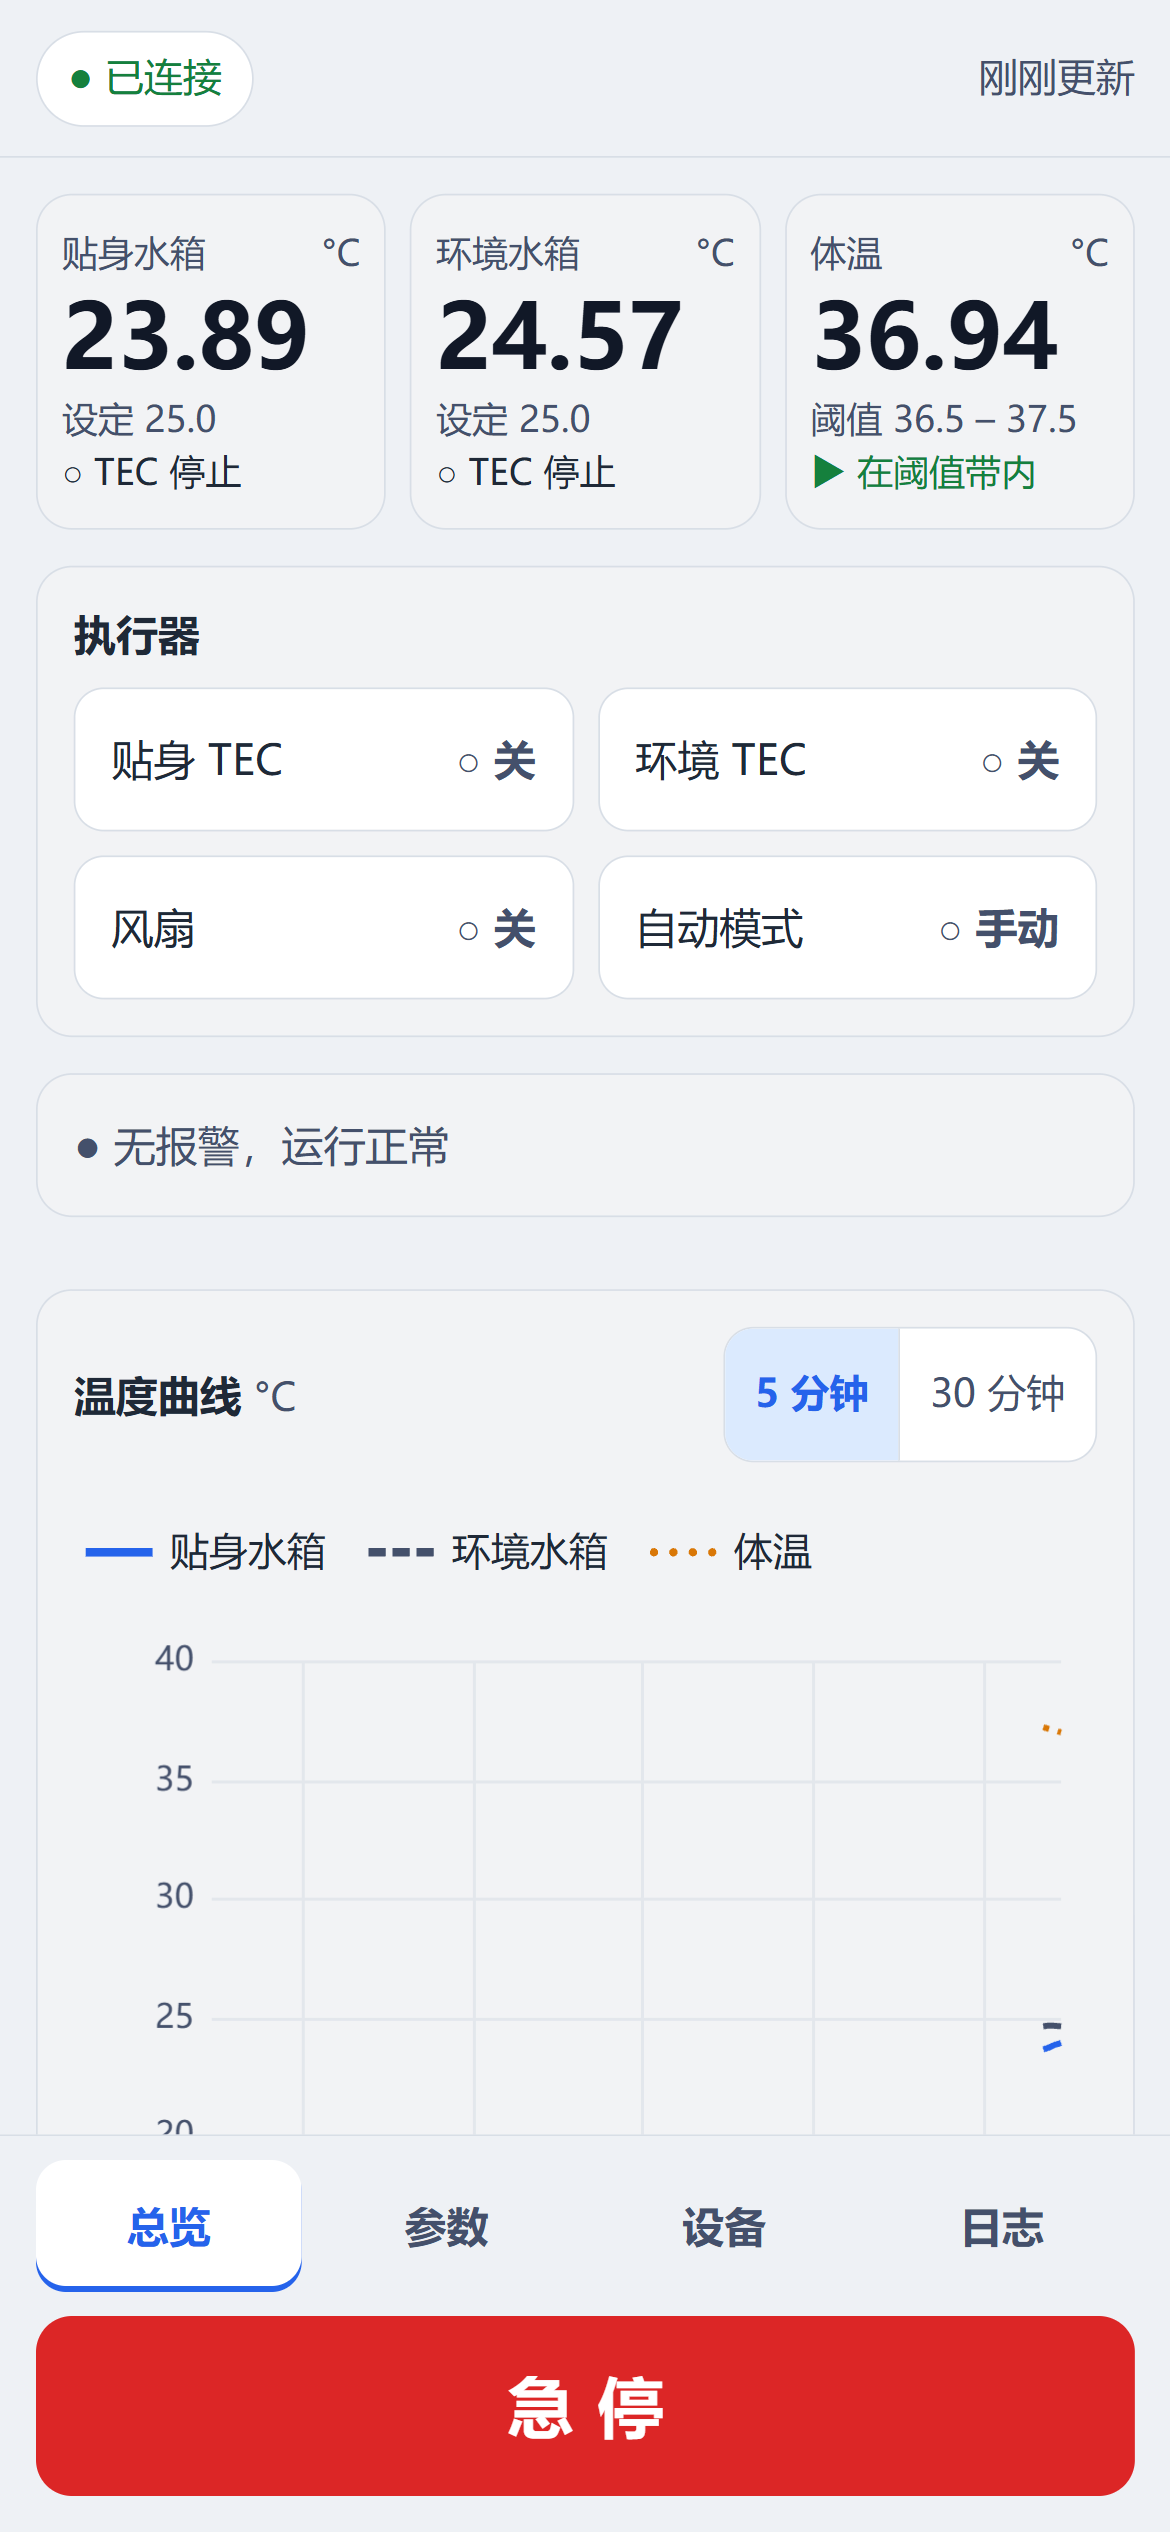 ● 已连接
刚刚更新
贴身水箱 °C
23.89
设定 25.0
○ TEC 停止
环境水箱 °C
24.57
设定 25.0
○ TEC 停止
体温 °C
36.94
阈值 36.5 – 37.5
▶ 在阈值带内
执行器
贴身 TEC ○ 关
环境 TEC ○ 关
风扇 ○ 关
自动模式 ○ 手动
● 无报警，运行正常
温度曲线 °C
5 分钟
30 分钟
贴身水箱 环境水箱 体温
40
35
30
25
20
总览 参数 设备 日志
急 停